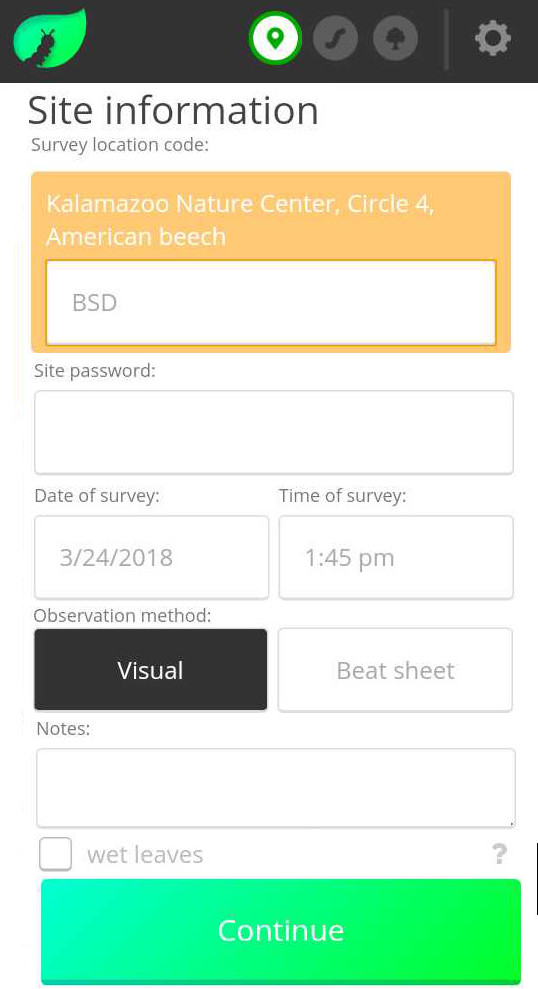 Site information
Survey location code:
Kalamazoo Nature Center, Circle 4,
American beech
BSD
Site password:
Date of survey: Time of survey:
3/24/2018 1:45 pm
Observation method:
Visual Beat sheet
Notes:
wet leaves ?
Continue